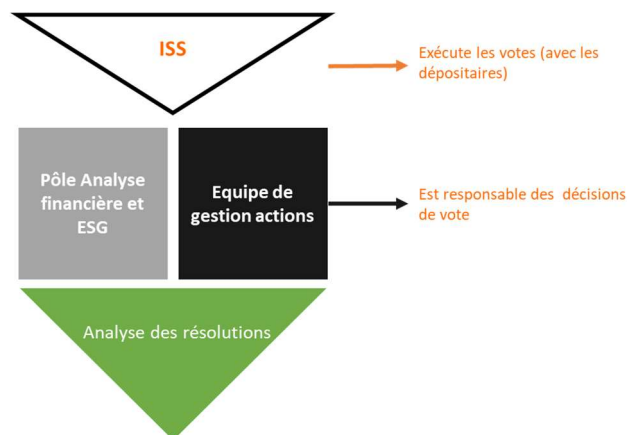 ISS
Exécute les votes (avec les
dépositaires)
Pôle Analyse
financière et
ESG
Equipe de
gestion actions
Est responsable des décisions
de vote
Analyse des résolutions